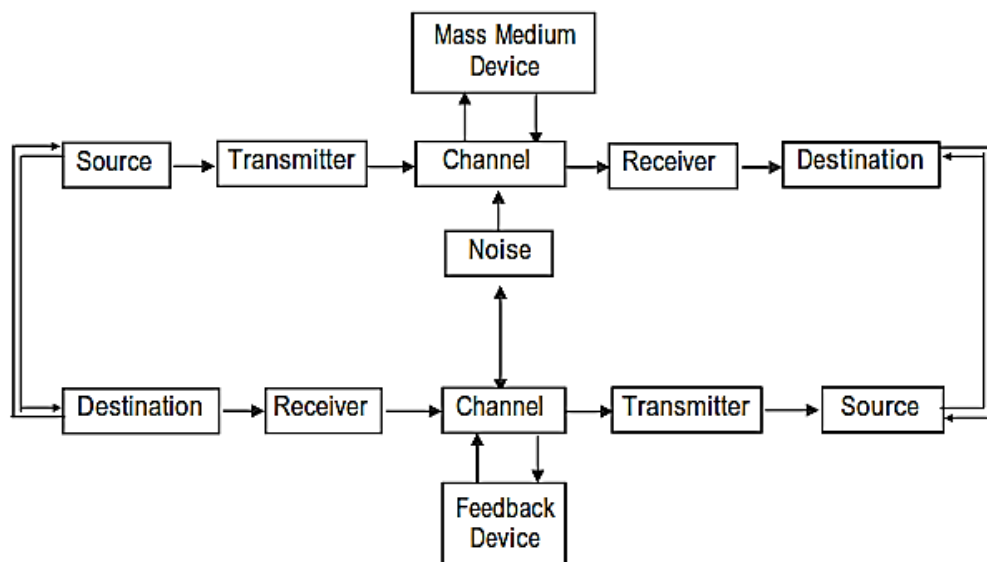 Mass Medium
Device
Source
Transmitter
Channel
Receiver
Destination
Noise
Destination
Receiver
Channel
Transmitter
Source
Feedback
Device